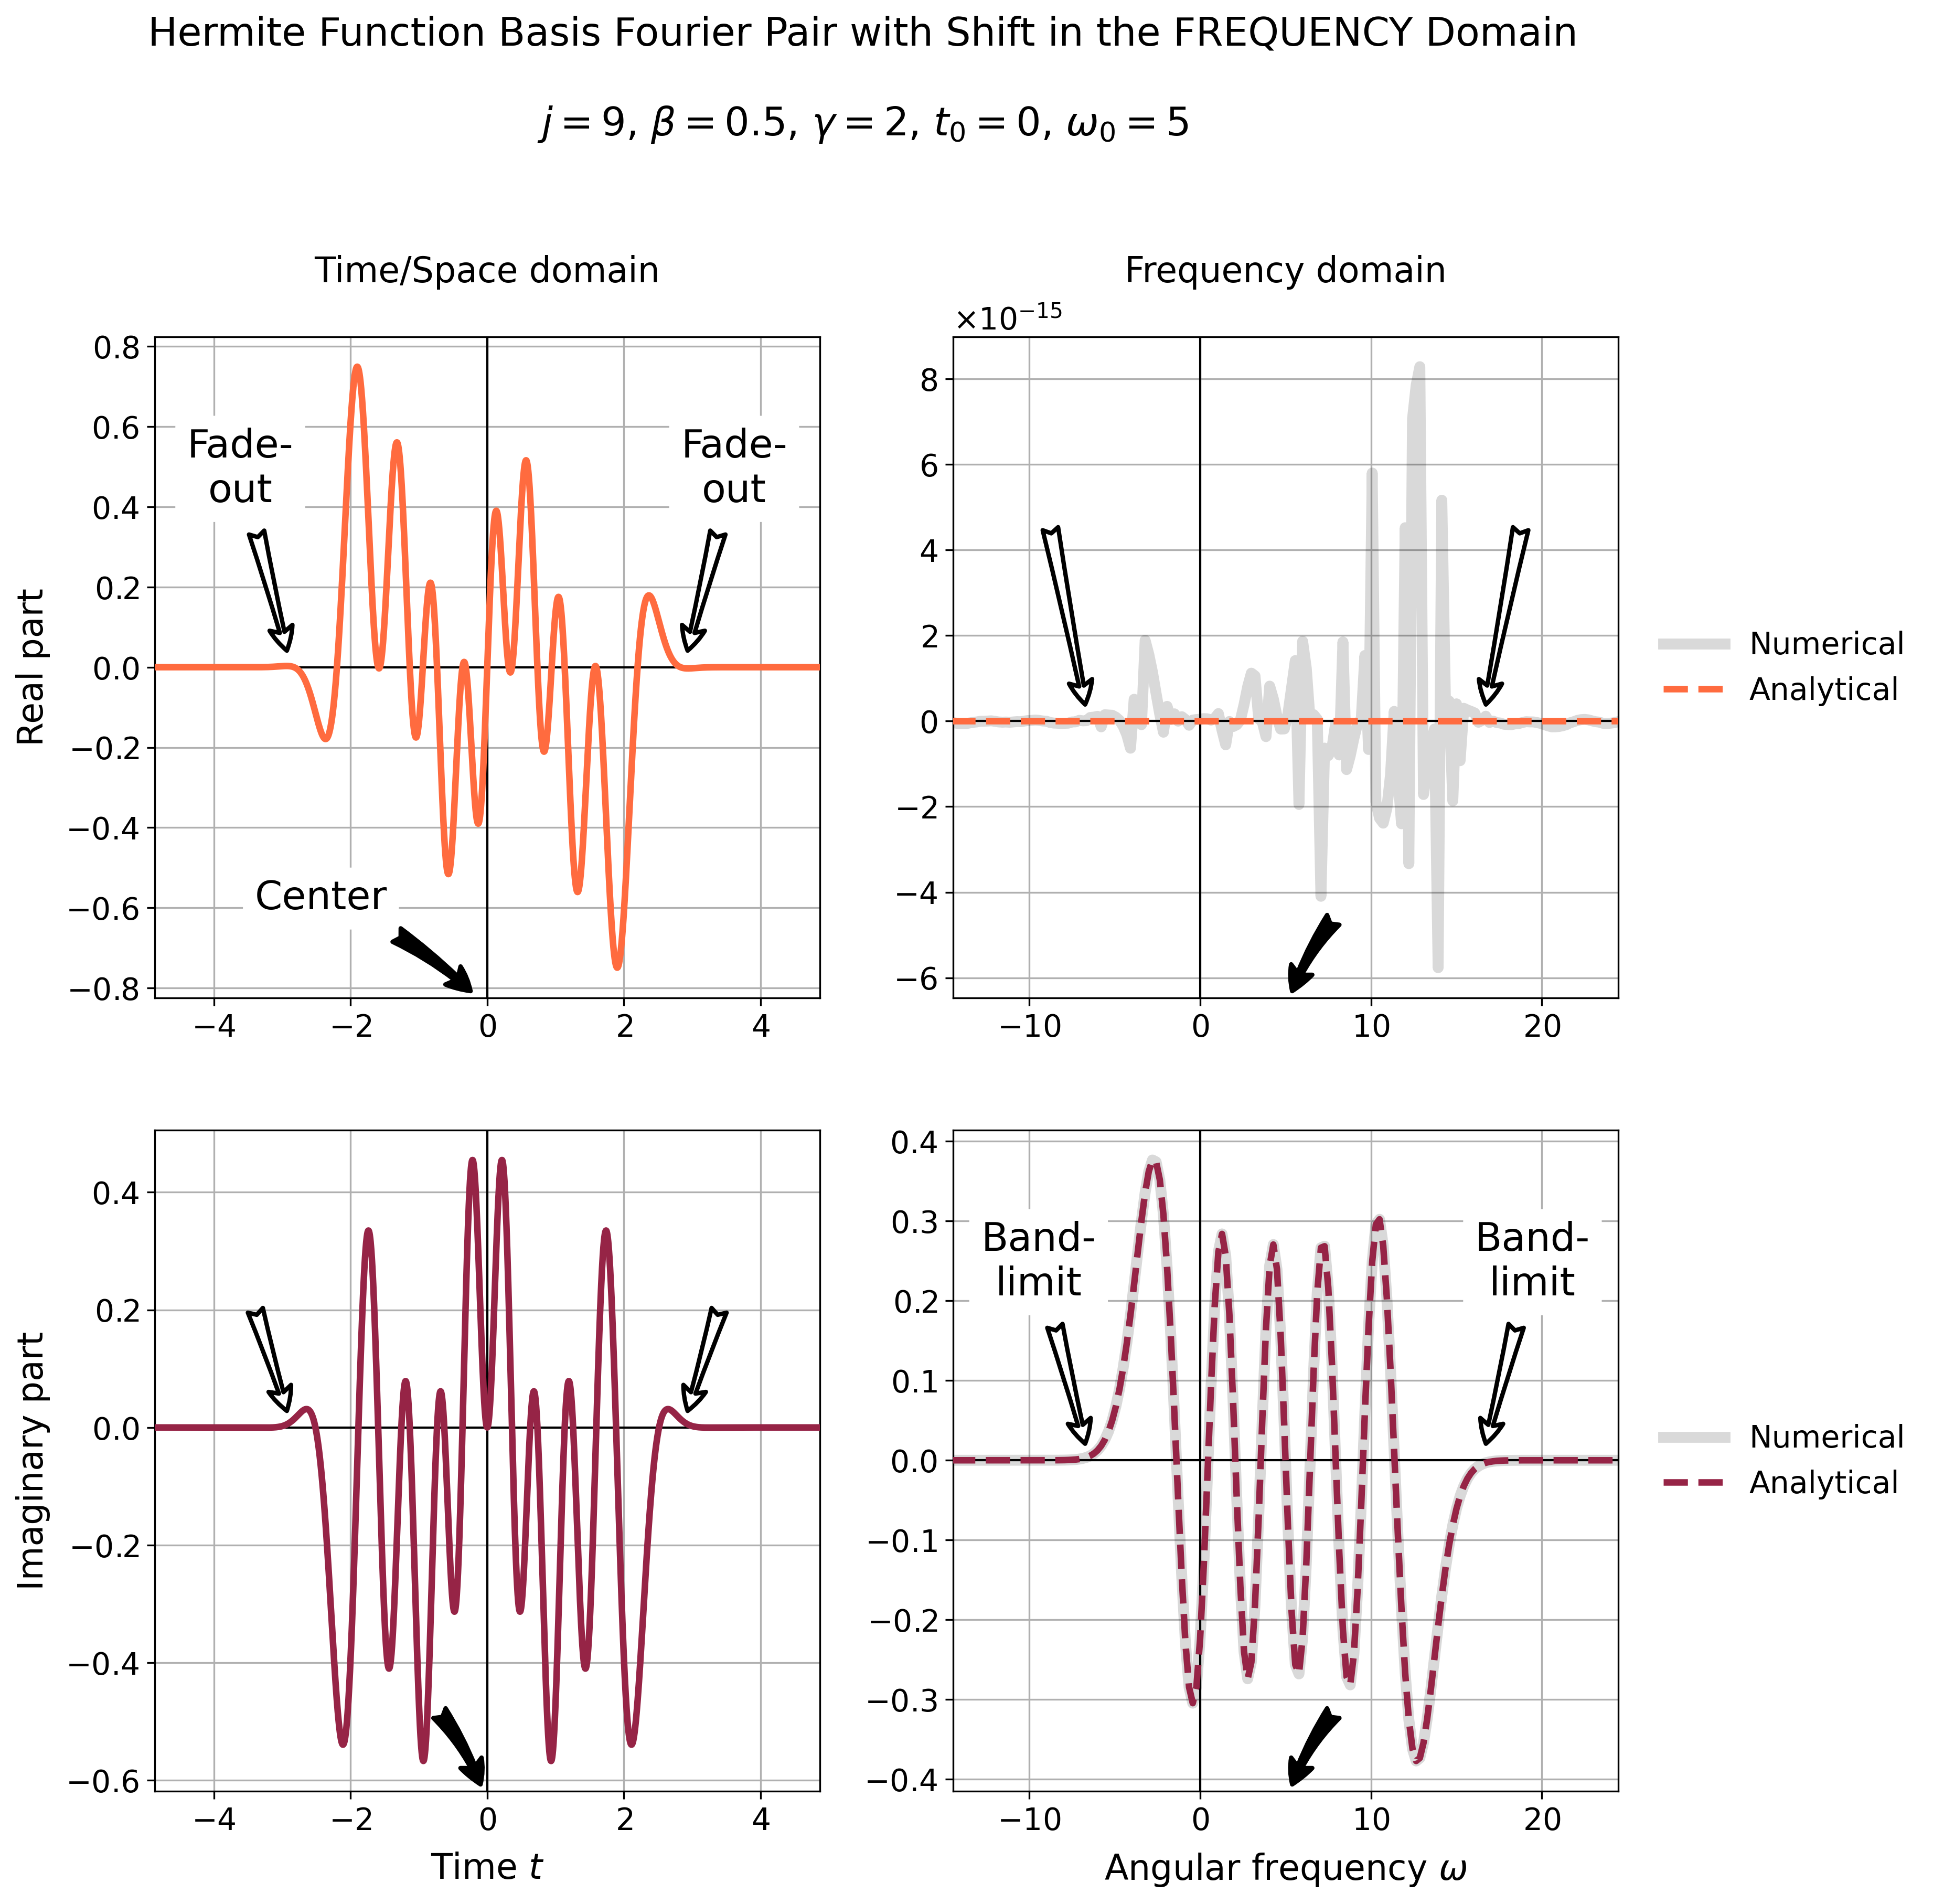 Hermite Function Basis Fourier Pair with Shift in the FREQUENCY Domain
j = 9, β = 0.5, γ = 2, t₀ = 0, ω₀ = 5
Time/Space domain
Frequency domain
×10⁻¹⁵
Real part
0.8
0.6
0.4
0.2
0.0
−0.2
−0.4
−0.6
−0.8
Fade-
out
Fade-
out
Center
−4
−2
0
2
4
8
6
4
2
0
−2
−4
−6
−10
0
10
20
Numerical
Analytical
Imaginary part
0.4
0.2
0.0
−0.2
−0.4
−0.6
−4
−2
0
2
4
Time t
0.4
0.3
0.2
0.1
0.0
−0.1
−0.2
−0.3
−0.4
Band-
limit
Band-
limit
−10
0
10
20
Angular frequency ω
Numerical
Analytical